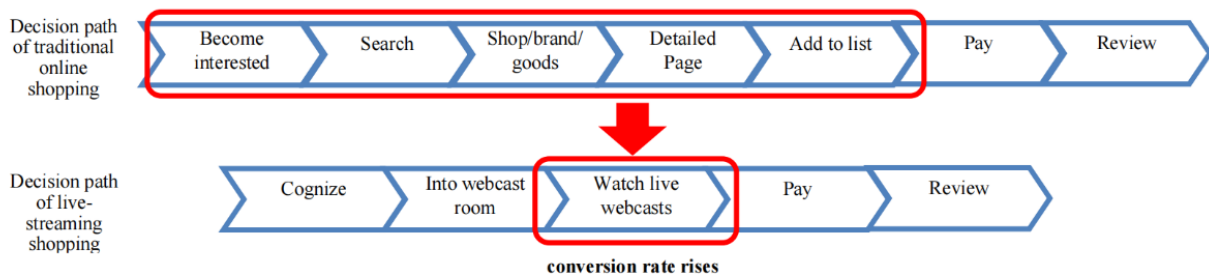 Decision path
of traditional
online
shopping
Become
interested
Search
Shop/brand/
goods
Detailed
Page
Add to list
Pay
Review
Decision path
of live-
streaming
shopping
Cognize
Into webcast
room
Watch live
webcasts
Pay
Review
conversion rate rises